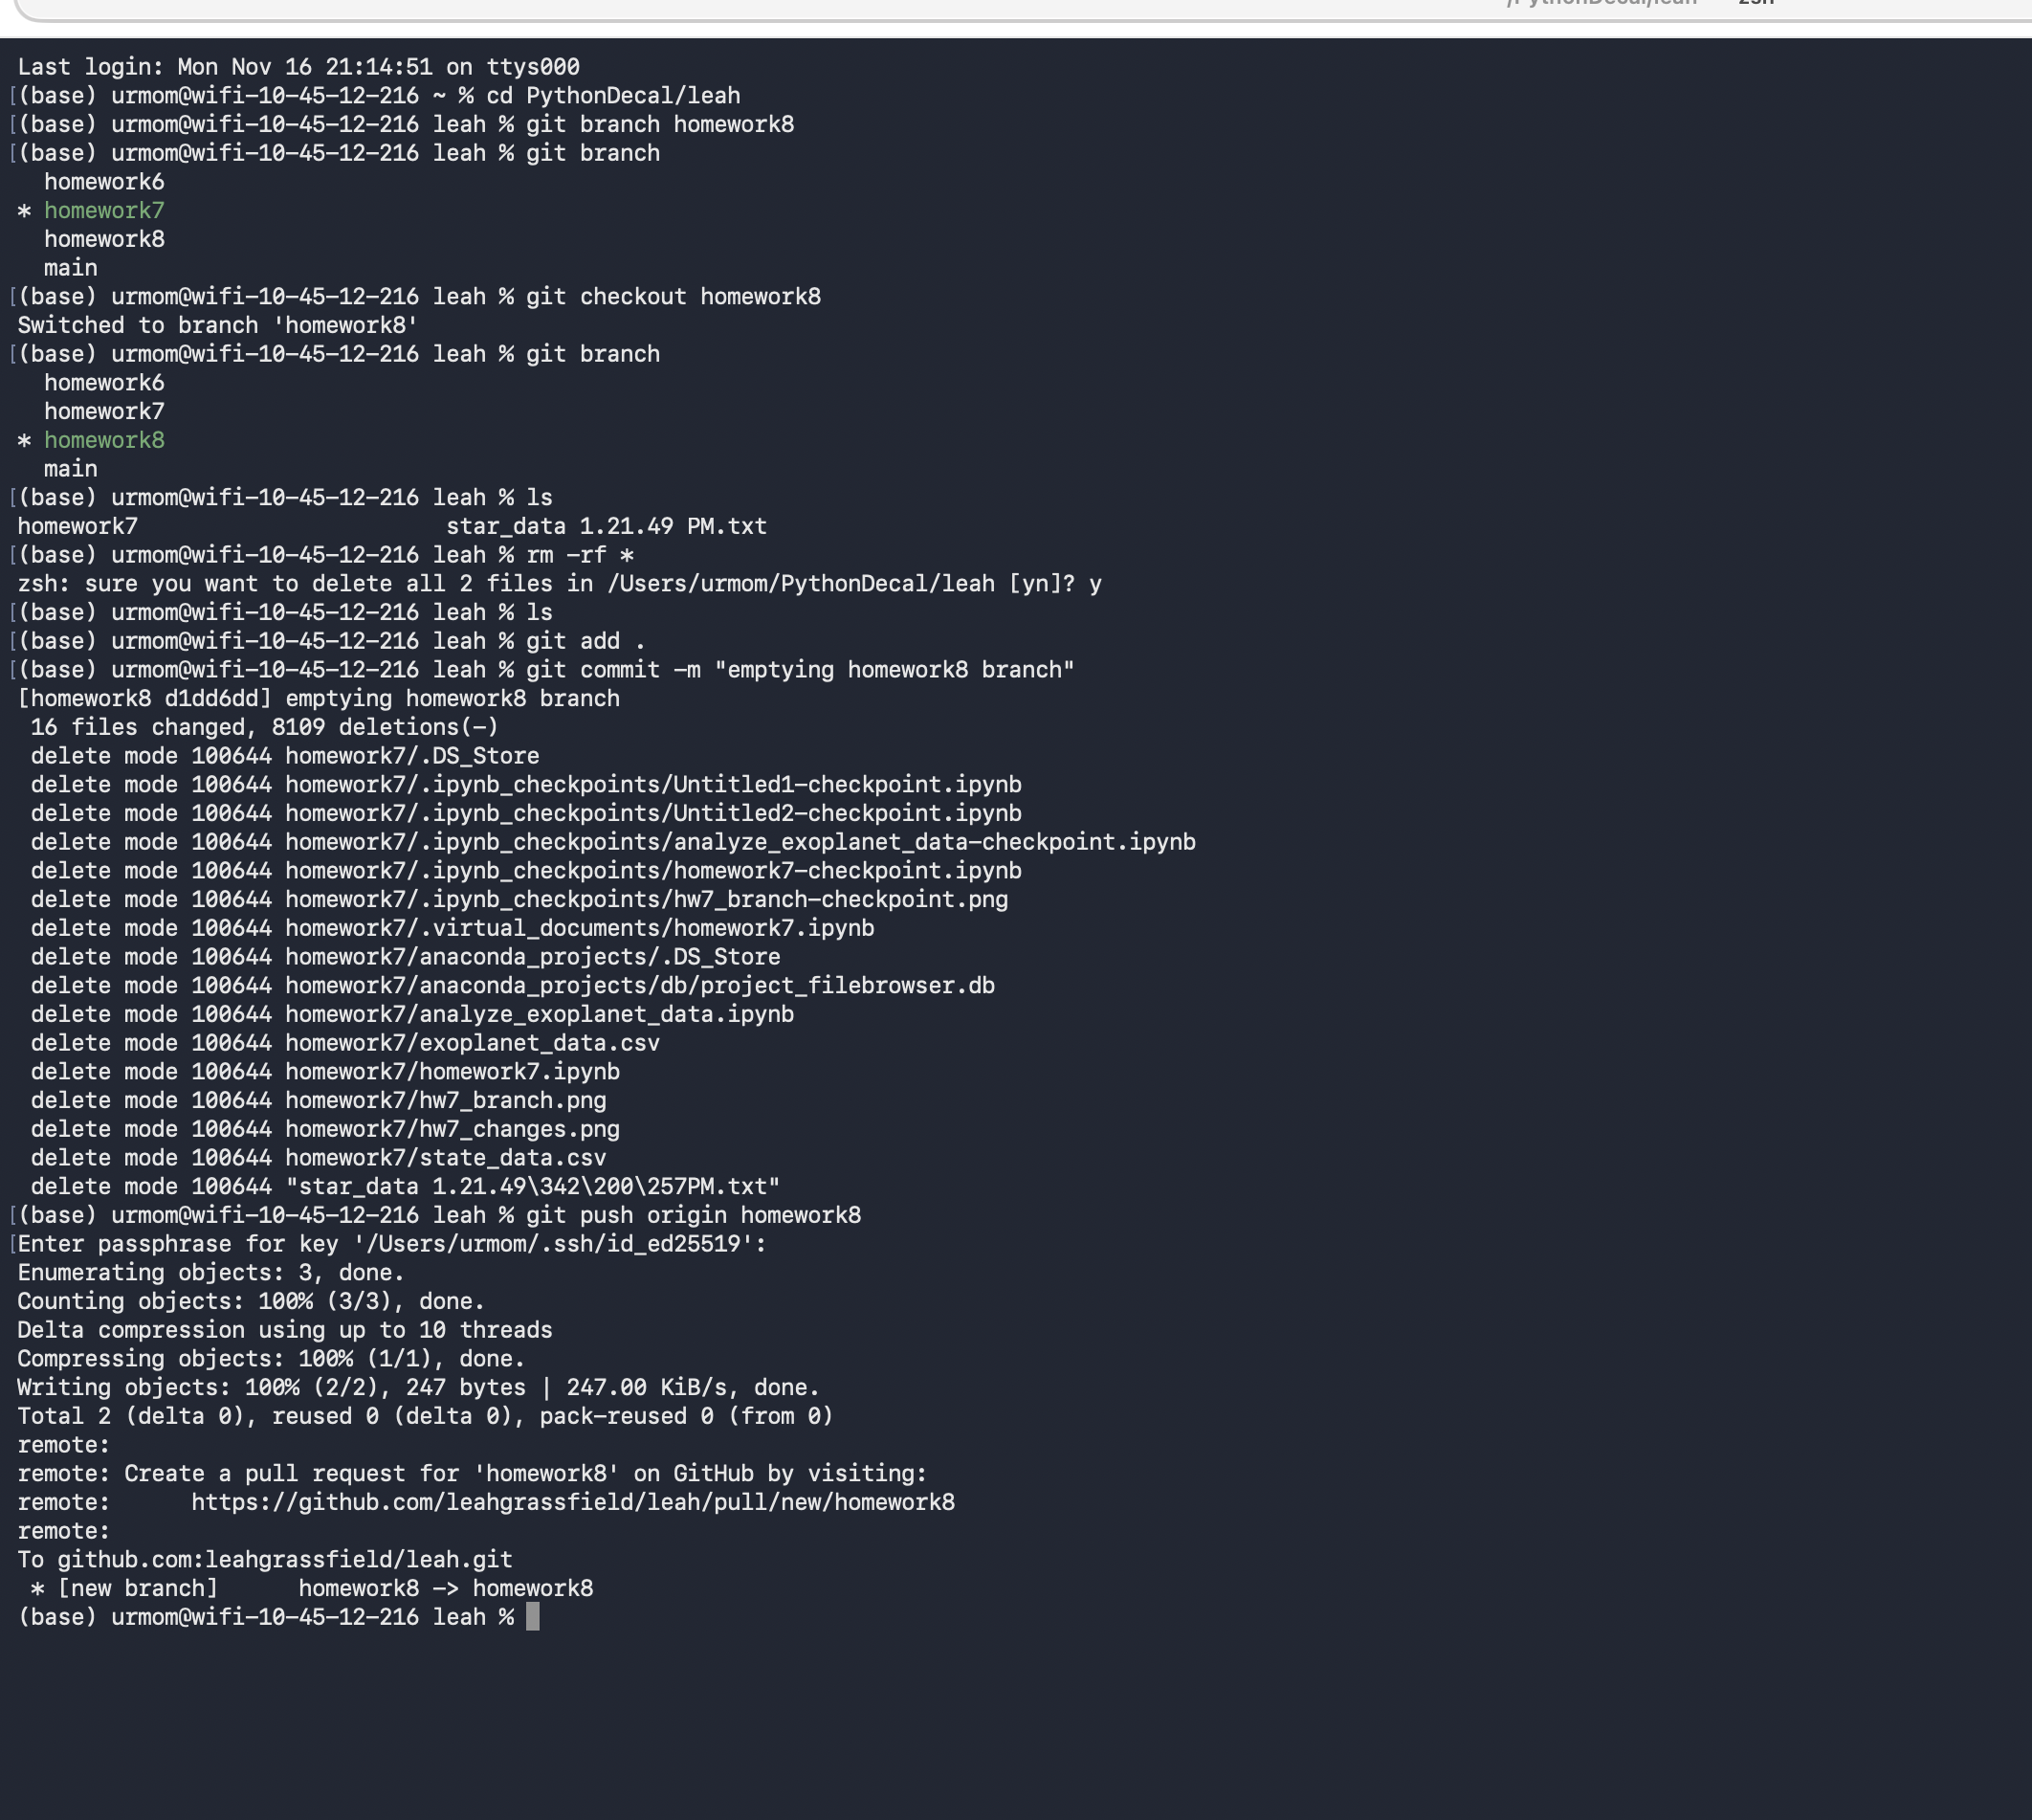 Last login: Mon Nov 16 21:14:51 on ttys000
[(base) urmom@wifi-10-45-12-216 ~ % cd PythonDecal/leah
[(base) urmom@wifi-10-45-12-216 leah % git branch homework8
[(base) urmom@wifi-10-45-12-216 leah % git branch
  homework6
* homework7
  homework8
  main
[(base) urmom@wifi-10-45-12-216 leah % git checkout homework8
Switched to branch 'homework8'
[(base) urmom@wifi-10-45-12-216 leah % git branch
  homework6
  homework7
* homework8
  main
[(base) urmom@wifi-10-45-12-216 leah % ls
homework7                       star_data 1.21.49 PM.txt
[(base) urmom@wifi-10-45-12-216 leah % rm -rf *
zsh: sure you want to delete all 2 files in /Users/urmom/PythonDecal/leah [yn]? y
[(base) urmom@wifi-10-45-12-216 leah % ls
[(base) urmom@wifi-10-45-12-216 leah % git add .
[(base) urmom@wifi-10-45-12-216 leah % git commit -m "emptying homework8 branch"
[homework8 d1dd6dd] emptying homework8 branch
 16 files changed, 8109 deletions(-)
 delete mode 100644 homework7/.DS_Store
 delete mode 100644 homework7/.ipynb_checkpoints/Untitled1-checkpoint.ipynb
 delete mode 100644 homework7/.ipynb_checkpoints/Untitled2-checkpoint.ipynb
 delete mode 100644 homework7/.ipynb_checkpoints/analyze_exoplanet_data-checkpoint.ipynb
 delete mode 100644 homework7/.ipynb_checkpoints/homework7-checkpoint.ipynb
 delete mode 100644 homework7/.ipynb_checkpoints/hw7_branch-checkpoint.png
 delete mode 100644 homework7/.virtual_documents/homework7.ipynb
 delete mode 100644 homework7/anaconda_projects/.DS_Store
 delete mode 100644 homework7/anaconda_projects/db/project_filebrowser.db
 delete mode 100644 homework7/analyze_exoplanet_data.ipynb
 delete mode 100644 homework7/exoplanet_data.csv
 delete mode 100644 homework7/homework7.ipynb
 delete mode 100644 homework7/hw7_branch.png
 delete mode 100644 homework7/hw7_changes.png
 delete mode 100644 homework7/state_data.csv
 delete mode 100644 "star_data 1.21.49\342\200\257PM.txt"
[(base) urmom@wifi-10-45-12-216 leah % git push origin homework8
[Enter passphrase for key '/Users/urmom/.ssh/id_ed25519':
Enumerating objects: 3, done.
Counting objects: 100% (3/3), done.
Delta compression using up to 10 threads
Compressing objects: 100% (1/1), done.
Writing objects: 100% (2/2), 247 bytes | 247.00 KiB/s, done.
Total 2 (delta 0), reused 0 (delta 0), pack-reused 0 (from 0)
remote:
remote: Create a pull request for 'homework8' on GitHub by visiting:
remote:      https://github.com/leahgrassfield/leah/pull/new/homework8
remote:
To github.com:leahgrassfield/leah.git
 * [new branch]      homework8 -> homework8
(base) urmom@wifi-10-45-12-216 leah %